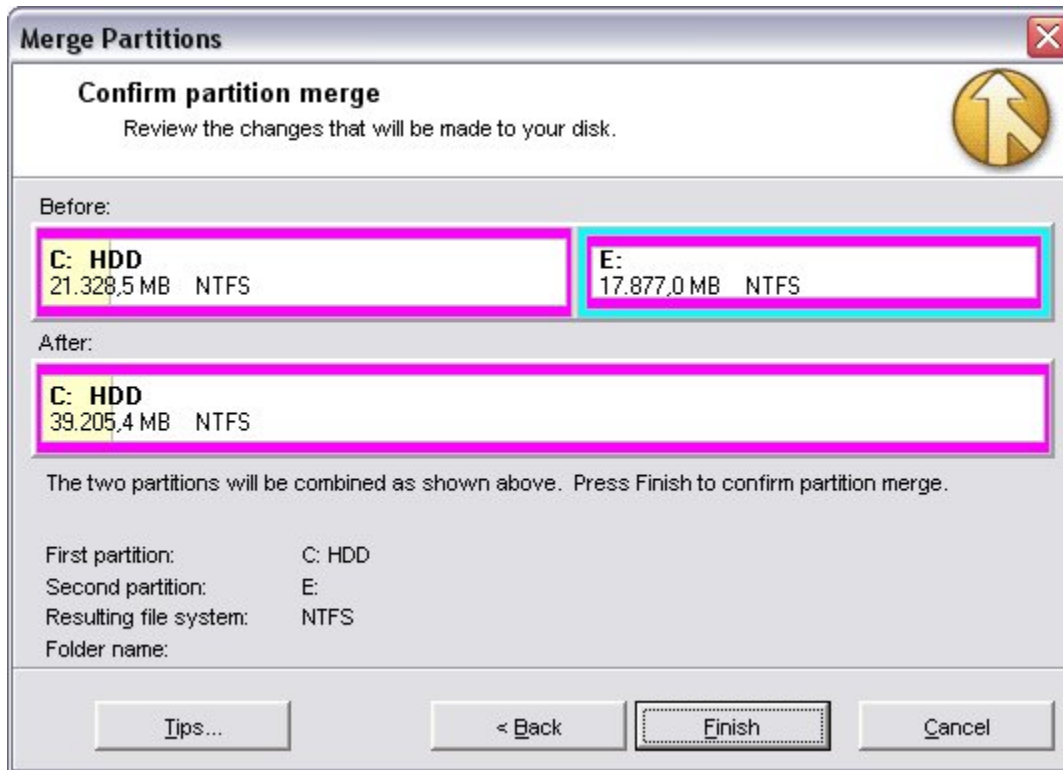 Merge Partitions
Confirm partition merge
Review the changes that will be made to your disk.
Before:
C: HDD
21.328,5 MB NTFS
E:
17.877,0 MB NTFS
After:
C: HDD
39.205,4 MB NTFS
The two partitions will be combined as shown above. Press Finish to confirm partition merge.
First partition: C: HDD
Second partition: E:
Resulting file system: NTFS
Folder name:
Tips... < Back Finish Cancel